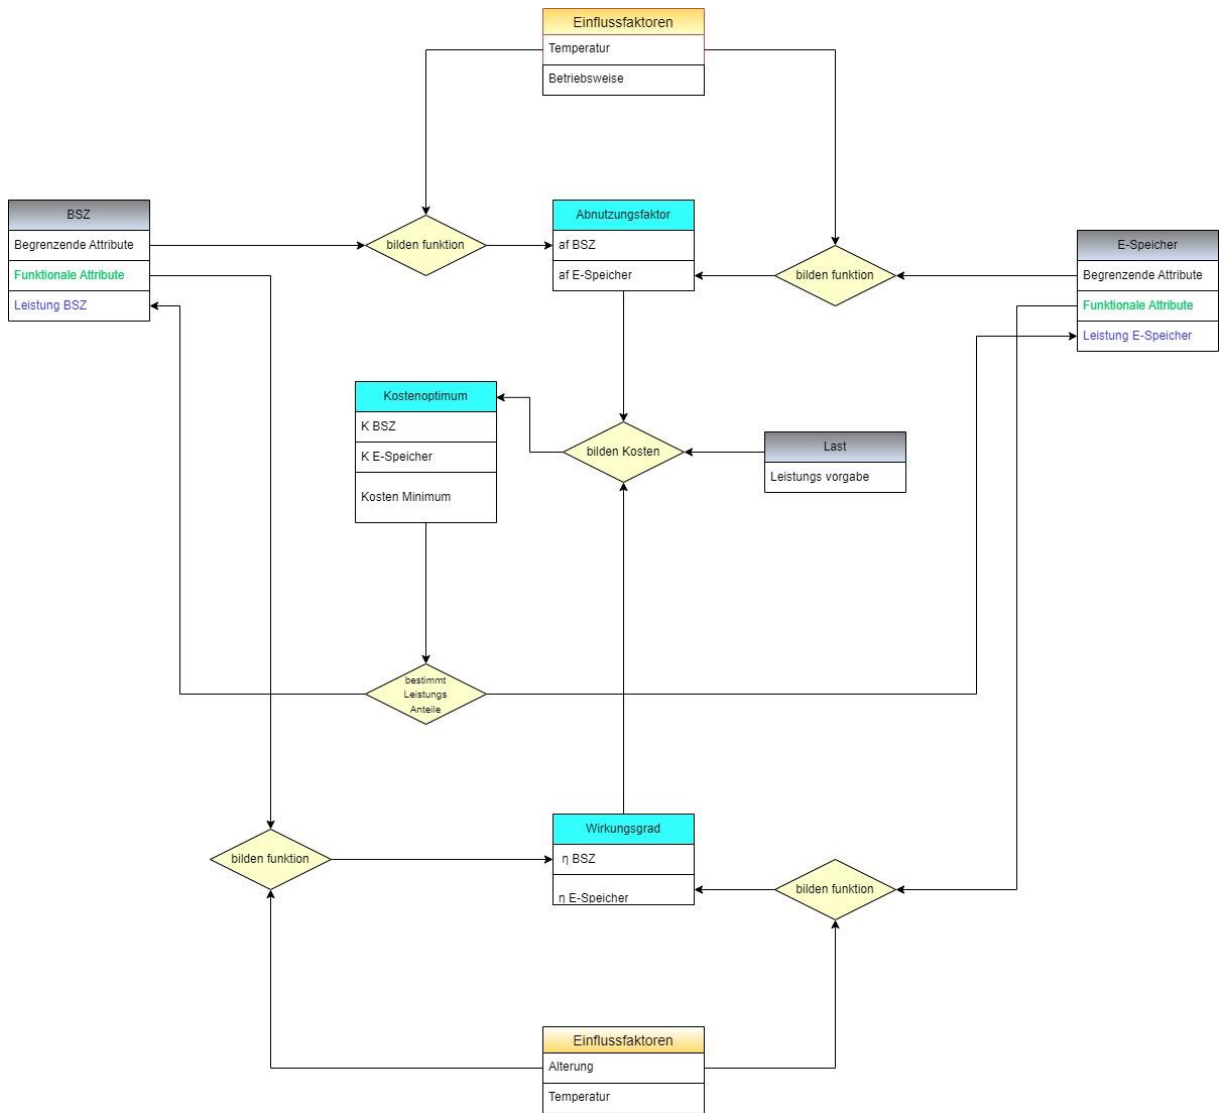 Einflussfaktoren
Temperatur
Betriebsweise
BSZ
Begrenzende Attribute
Funktionale Attribute
Leistung BSZ
bilden funktion
Abnutzungsfaktor
af BSZ
af E-Speicher
bilden funktion
E-Speicher
Begrenzende Attribute
Funktionale Attribute
Leistung E-Speicher
Kostenoptimum
K BSZ
K E-Speicher
Kosten Minimum
bilden Kosten
Last
Leistungs vorgabe
bestimmt
Leistungs
Anteile
bilden funktion
Wirkungsgrad
η BSZ
η E-Speicher
bilden funktion
Einflussfaktoren
Alterung
Temperatur